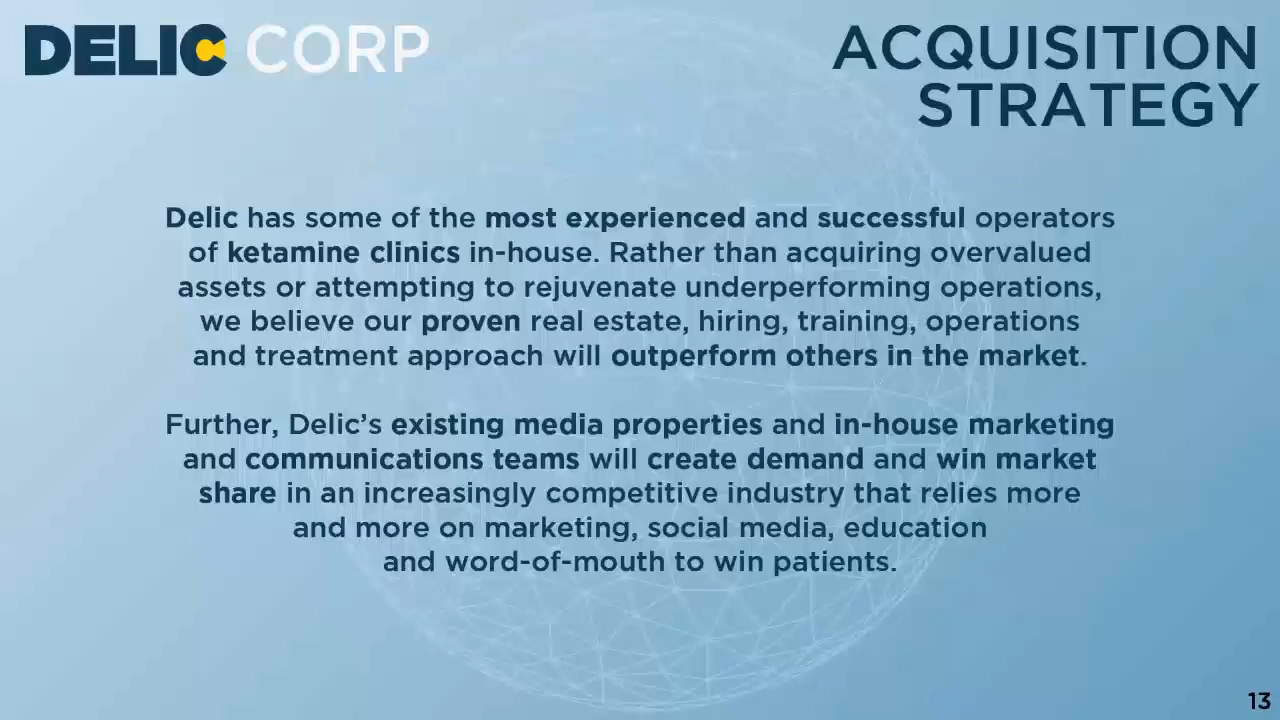 DELIC CORP
ACQUISITION
STRATEGY
Delic has some of the most experienced and successful operators
of ketamine clinics in-house. Rather than acquiring overvalued
assets or attempting to rejuvenate underperforming operations,
we believe our proven real estate, hiring, training, operations
and treatment approach will outperform others in the market.
Further, Delic’s existing media properties and in-house marketing
and communications teams will create demand and win market
share in an increasingly competitive industry that relies more
and more on marketing, social media, education
and word-of-mouth to win patients.
13